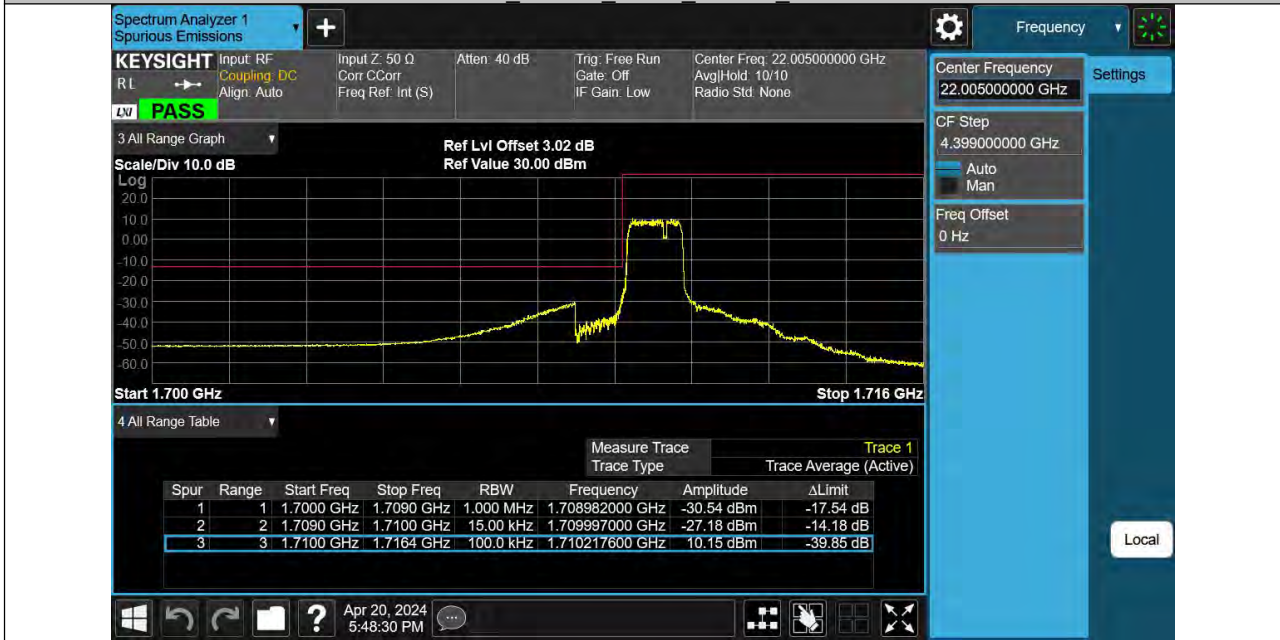 Spectrum Analyzer 1
Spurious Emissions
+
Frequency
KEYSIGHT
RL
LXI PASS
Input: RF
Coupling: DC
Align: Auto
Input Z: 50 Ω
Corr CCorr
Freq Ref: Int (S)
Atten: 40 dB
Trig: Free Run
Gate: Off
IF Gain: Low
Center Freq: 22.005000000 GHz
Avg|Hold: 10/10
Radio Std: None
Center Frequency
22.005000000 GHz
Settings
CF Step
4.399000000 GHz
Auto
Man
Freq Offset
0 Hz
3 All Range Graph
Scale/Div 10.0 dB
Ref Lvl Offset 3.02 dB
Ref Value 30.00 dBm
Log
20.0
10.0
0.00
-10.0
-20.0
-30.0
-40.0
-50.0
-60.0
Start 1.700 GHz
Stop 1.716 GHz
4 All Range Table
Measure Trace Trace 1
Trace Type Trace Average (Active)
Spur Range Start Freq Stop Freq RBW Frequency Amplitude ΔLimit
1 1 1.7000 GHz 1.7090 GHz 1.000 MHz 1.708982000 GHz -30.54 dBm -17.54 dB
2 2 1.7090 GHz 1.7100 GHz 15.00 kHz 1.709997000 GHz -27.18 dBm -14.18 dB
3 3 1.7100 GHz 1.7164 GHz 100.0 kHz 1.710217600 GHz 10.15 dBm -39.85 dB
Local
?
Apr 20, 2024
5:48:30 PM